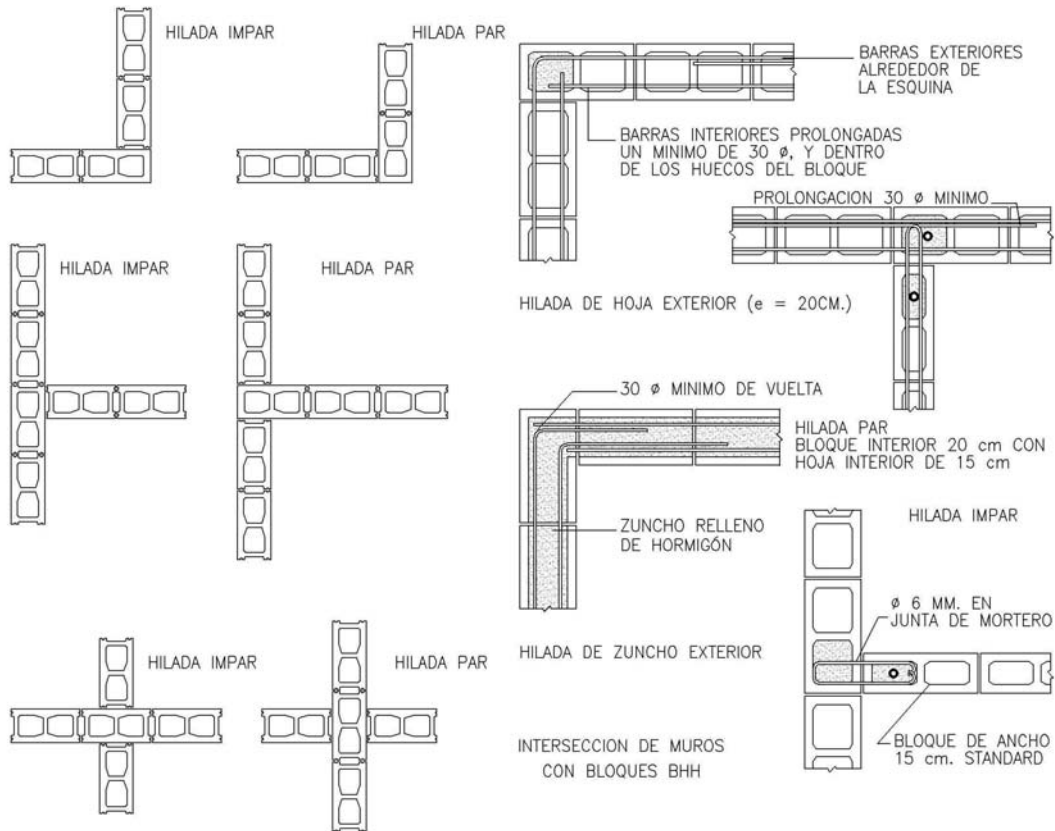 HILADA IMPAR
HILADA PAR
BARRAS EXTERIORES
ALREDEDOR DE
LA ESQUINA
BARRAS INTERIORES PROLONGADAS
UN MINIMO DE 30 ø, Y DENTRO
DE LOS HUECOS DEL BLOQUE
PROLONGACION 30 ø MINIMO
HILADA IMPAR
HILADA PAR
HILADA DE HOJA EXTERIOR (e = 20CM.)
30 ø MINIMO DE VUELTA
HILADA PAR
BLOQUE INTERIOR 20 cm CON
HOJA INTERIOR DE 15 cm
ZUNCHO RELLENO
DE HORMIGÓN
HILADA IMPAR
ø 6 MM. EN
JUNTA DE MORTERO
HILADA IMPAR
HILADA PAR
HILADA DE ZUNCHO EXTERIOR
INTERSECCION DE MUROS
CON BLOQUES BHH
BLOQUE DE ANCHO
15 cm. STANDARD